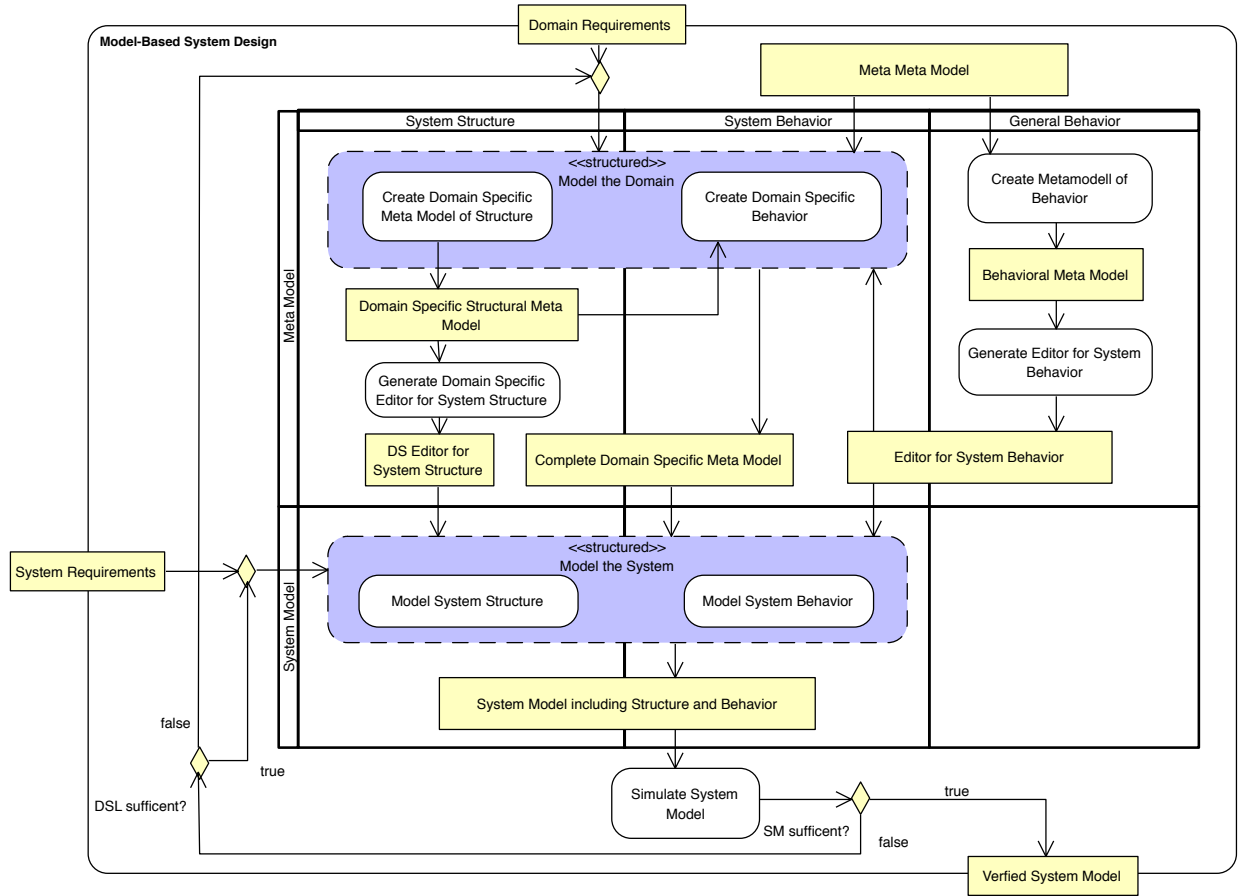 Domain Requirements
Model-Based System Design
Meta Meta Model
System Structure
System Behavior
General Behavior
<<structured>>
Model the Domain
Create Domain Specific
Meta Model of Structure
Create Domain Specific
Behavior
Create Metamodell of
Behavior
Meta Model
Behavioral Meta Model
Domain Specific Structural Meta
Model
Generate Editor for System
Behavior
Generate Domain Specific
Editor for System Structure
DS Editor for
System Structure
Complete Domain Specific Meta Model
Editor for System Behavior
System Requirements
System Model
<<structured>>
Model the System
Model System Structure
Model System Behavior
System Model including Structure and Behavior
false
true
DSL sufficent?
Simulate System
Model
SM sufficent?
true
false
Verfied System Model